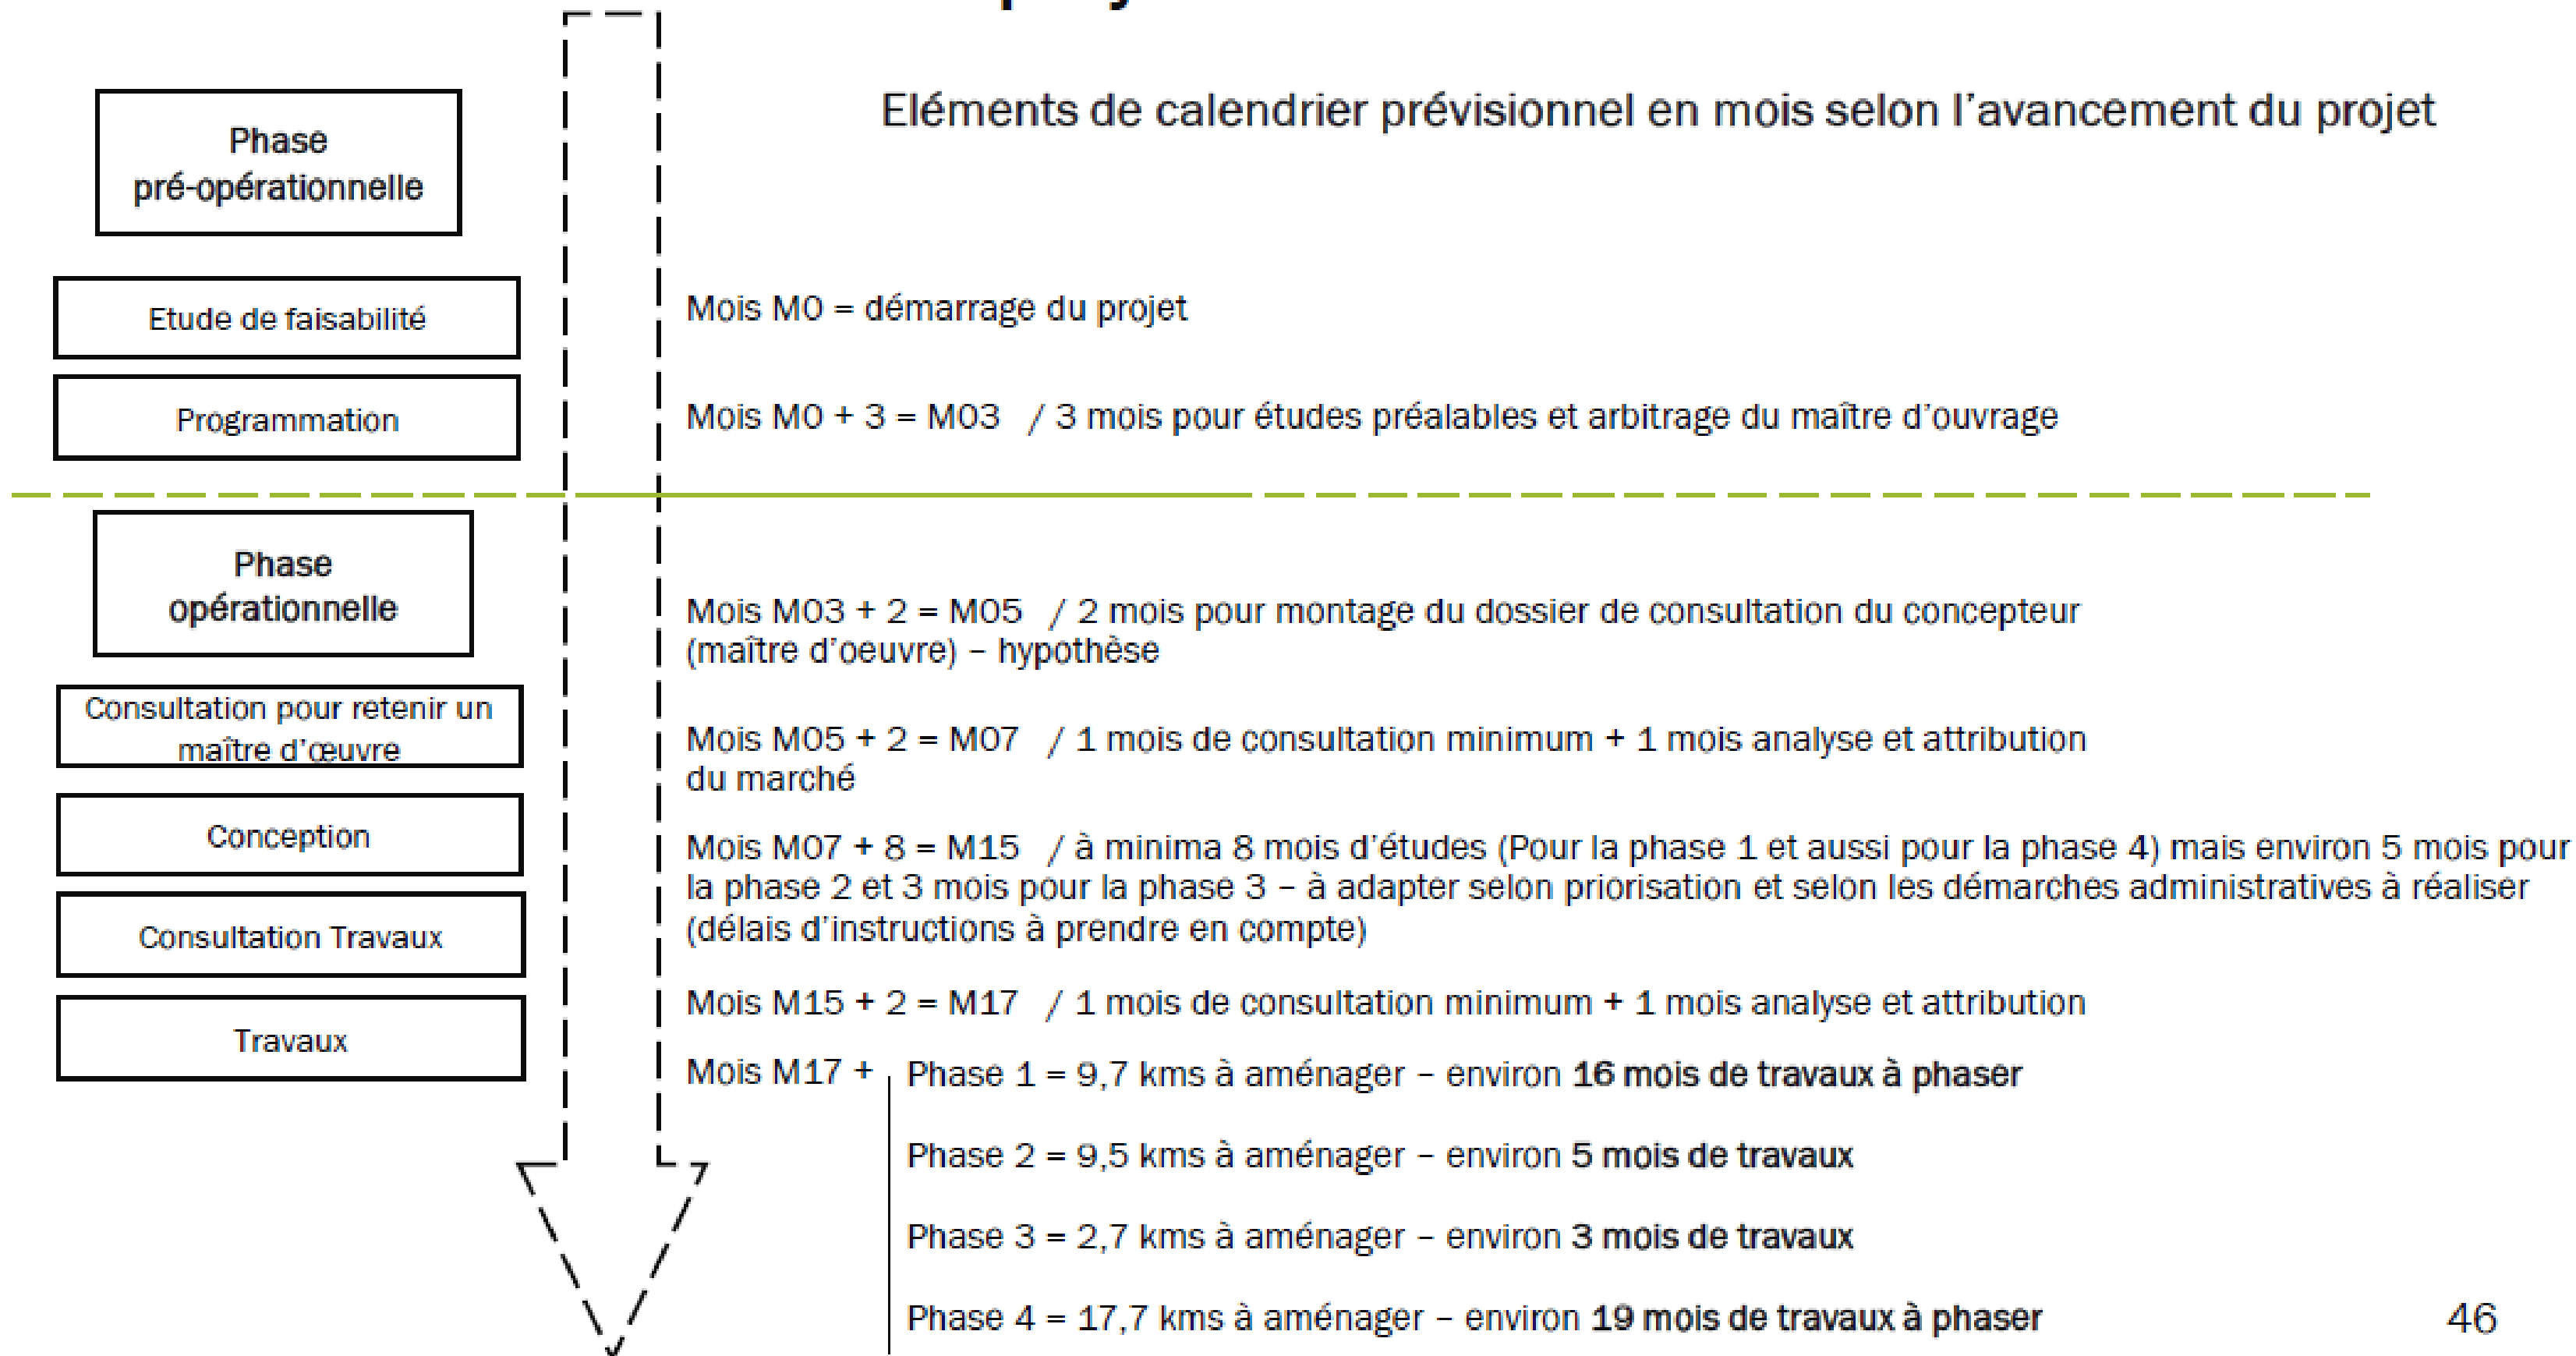 Eléments de calendrier prévisionnel en mois selon l'avancement du projet
Phase
pré-opérationnelle
Etude de faisabilité
Mois M0 = démarrage du projet
Programmation
Mois M0 + 3 = M03 / 3 mois pour études préalables et arbitrage du maître d'ouvrage
Phase
opérationnelle
Mois M03 + 2 = M05 / 2 mois pour montage du dossier de consultation du concepteur
(maître d'oeuvre) – hypothèse
Consultation pour retenir un
maître d'œuvre
Mois M05 + 2 = M07 / 1 mois de consultation minimum + 1 mois analyse et attribution
du marché
Conception
Mois M07 + 8 = M15 / à minima 8 mois d'études (Pour la phase 1 et aussi pour la phase 4) mais environ 5 mois pour
la phase 2 et 3 mois pour la phase 3 – à adapter selon priorisation et selon les démarches administratives à réaliser
(délais d'instructions à prendre en compte)
Consultation Travaux
Mois M15 + 2 = M17 / 1 mois de consultation minimum + 1 mois analyse et attribution
Travaux
Mois M17 +
Phase 1 = 9,7 kms à aménager – environ 16 mois de travaux à phaser
Phase 2 = 9,5 kms à aménager – environ 5 mois de travaux
Phase 3 = 2,7 kms à aménager – environ 3 mois de travaux
Phase 4 = 17,7 kms à aménager – environ 19 mois de travaux à phaser
46